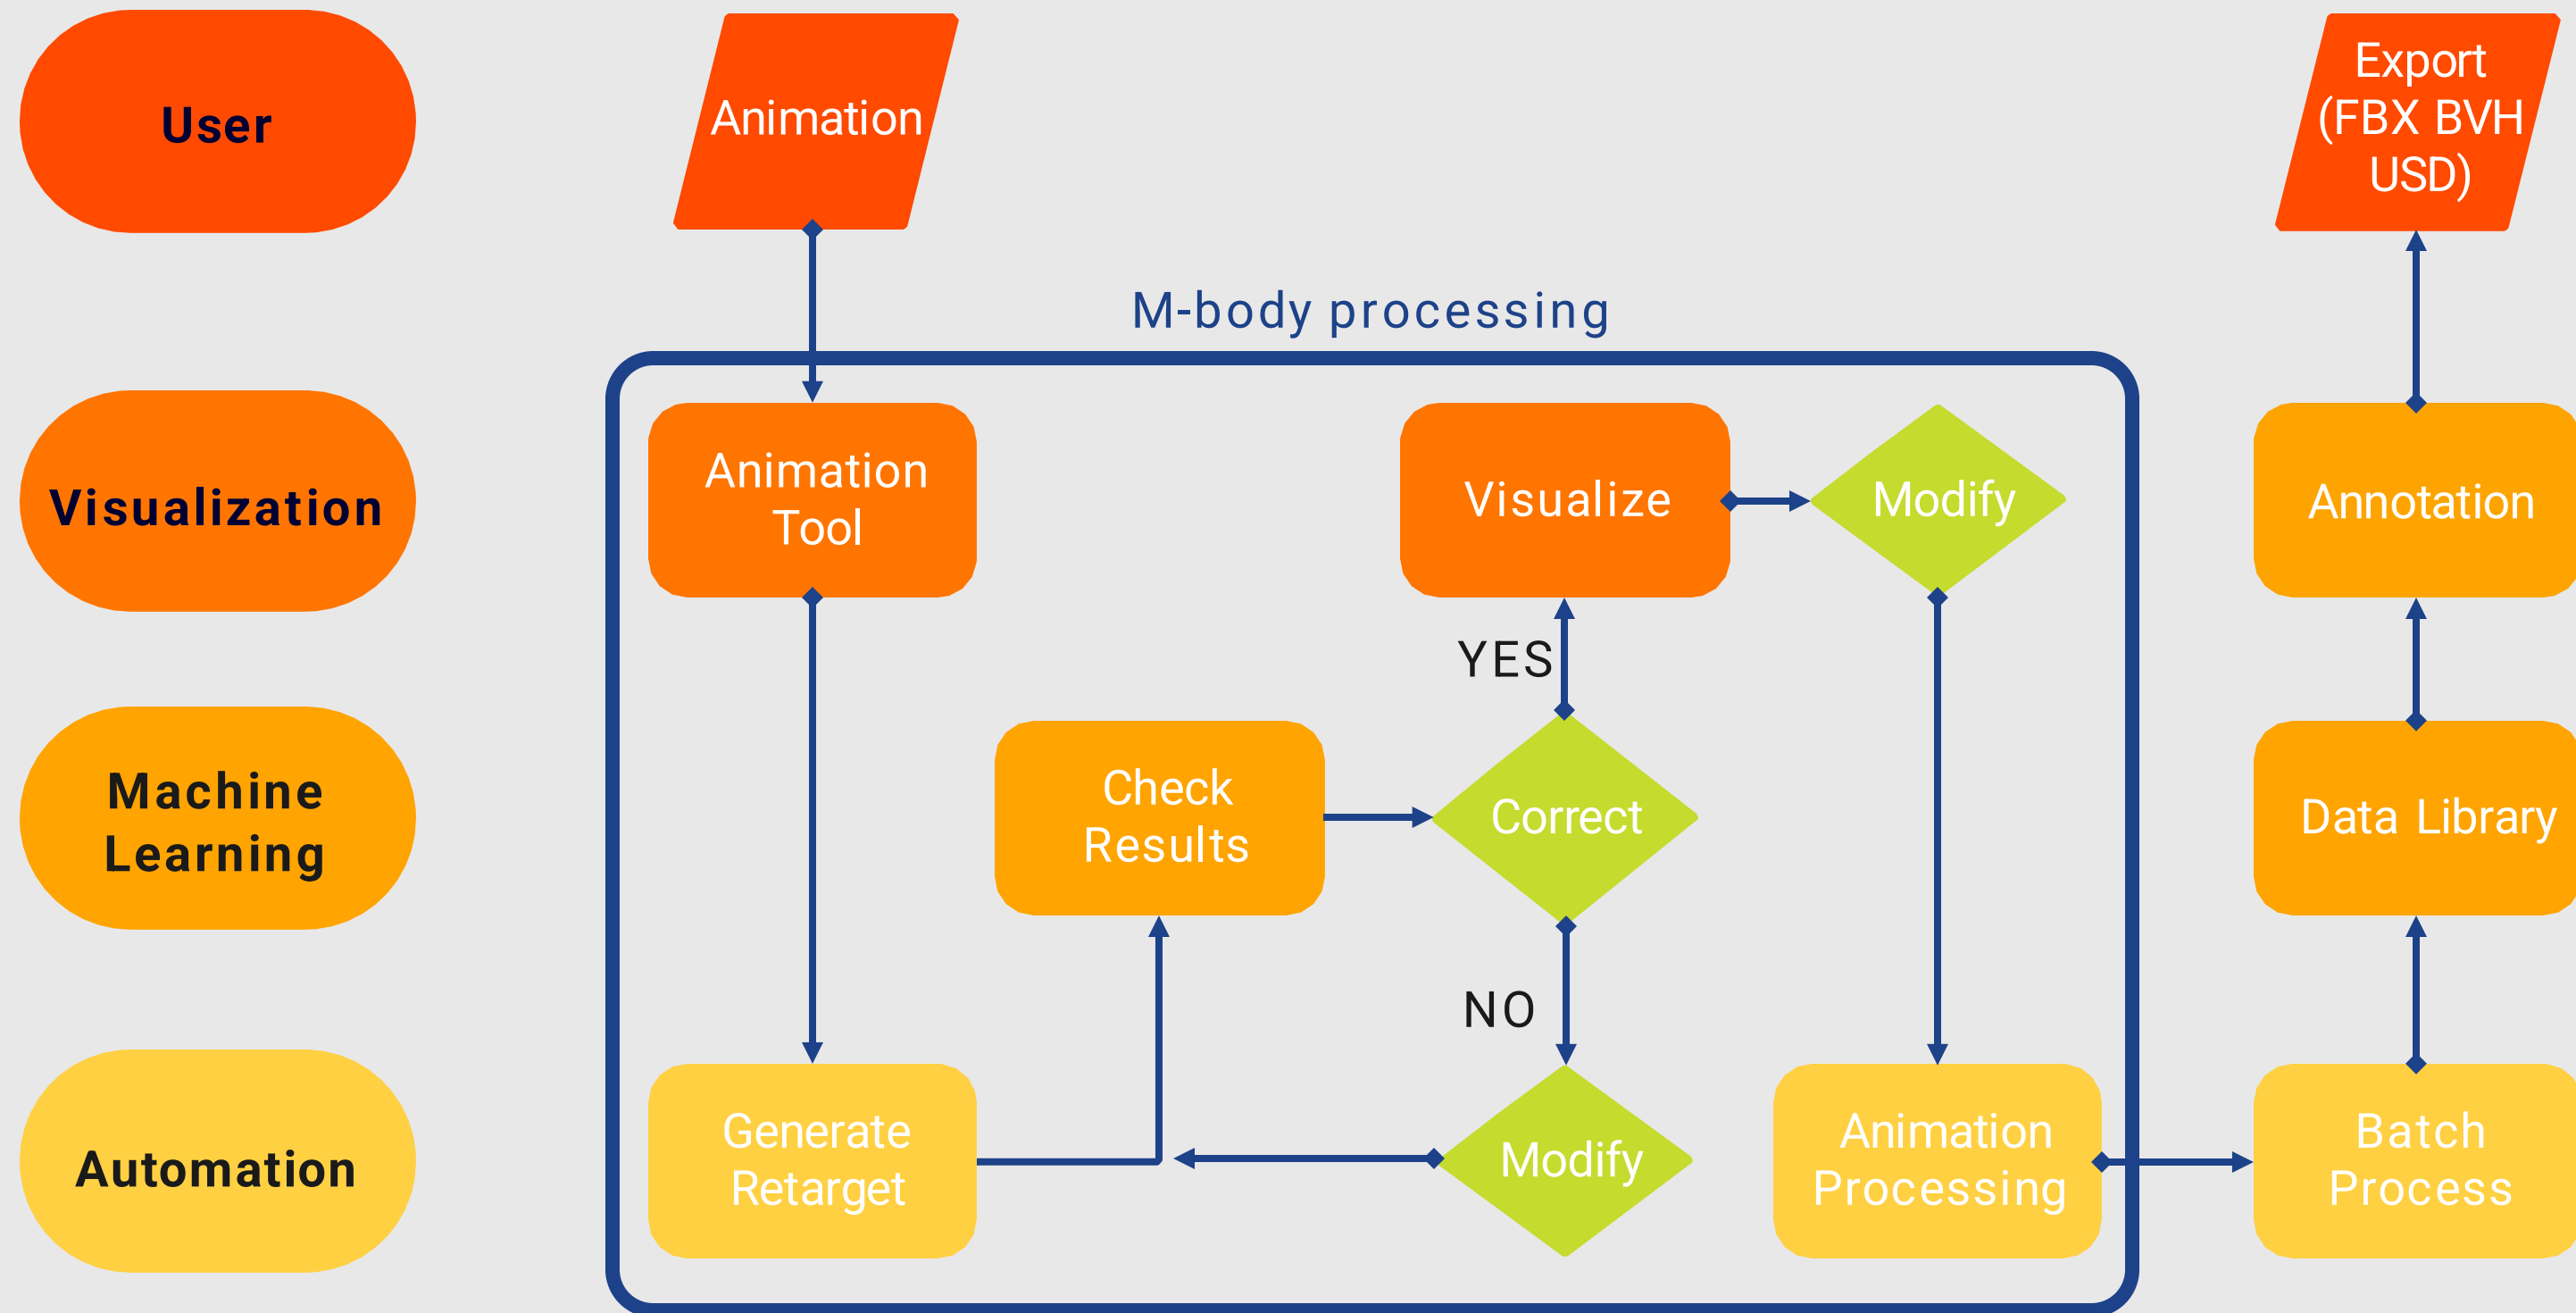 User
Animation
Export
(FBX BVH
USD)
M-body processing
Visualization
Animation
Tool
Visualize
Modify
Annotation
YES
Machine
Learning
Check
Results
Correct
Data Library
NO
Automation
Generate
Retarget
Modify
Animation
Processing
Batch
Process